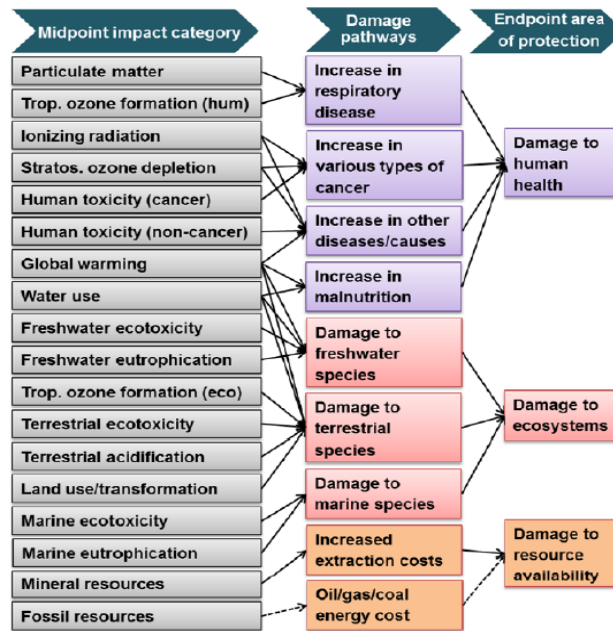 Midpoint impact category
Damage
pathways
Endpoint area
of protection
Particulate matter
Trop. ozone formation (hum)
Ionizing radiation
Stratos. ozone depletion
Human toxicity (cancer)
Human toxicity (non-cancer)
Global warming
Water use
Freshwater ecotoxicity
Freshwater eutrophication
Trop. ozone formation (eco)
Terrestrial ecotoxicity
Terrestrial acidification
Land use/transformation
Marine ecotoxicity
Marine eutrophication
Mineral resources
Fossil resources
Increase in
respiratory
disease
Increase in
various types of
cancer
Increase in other
diseases/causes
Increase in
malnutrition
Damage to
freshwater
species
Damage to
terrestrial
species
Damage to
marine species
Increased
extraction costs
Oil/gas/coal
energy cost
Damage to
human
health
Damage to
ecosystems
Damage to
resource
availability